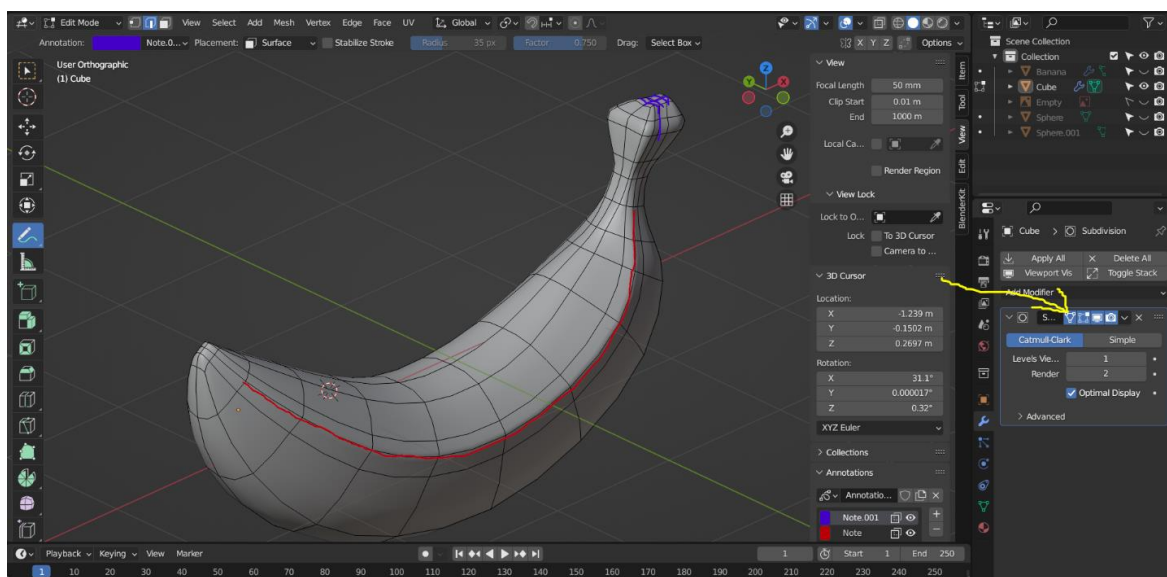 Edit Mode View Select Add Mesh Vertex Edge Face UV Global
Annotation: Note.0... Placement: Surface Stabilize Stroke Radius 35 px Factor 0.750 Drag: Select Box X Y Z Options
User Orthographic
(1) Cube
Z
Y
X
View
Focal Length 50 mm
Clip Start 0.01 m
End 1000 m
Local Ca...
Render Region
View Lock
Lock to O...
Lock To 3D Cursor
Camera to ...
3D Cursor
Location:
X -1.239 m
Y -0.1502 m
Z 0.2697 m
Rotation:
X 31.1°
Y 0.000017°
Z 0.32°
XYZ Euler
Collections
Annotations
Annotatio...
Note.001
Note
Item
Tool
View
Edit
BlenderKit
Scene Collection
Collection
Banana
Cube
Empty
Sphere
Sphere.001
Cube > Subdivision
Apply All Delete All
Viewport Vis Toggle Stack
Add Modifier
S...
Catmull-Clark Simple
Levels Vie... 1
Render 2
Optimal Display
Advanced
Playback Keying View Marker 1 Start 1 End 250
1 10 20 30 40 50 60 70 80 90 100 110 120 130 140 150 160 170 180 190 200 210 220 230 240 250